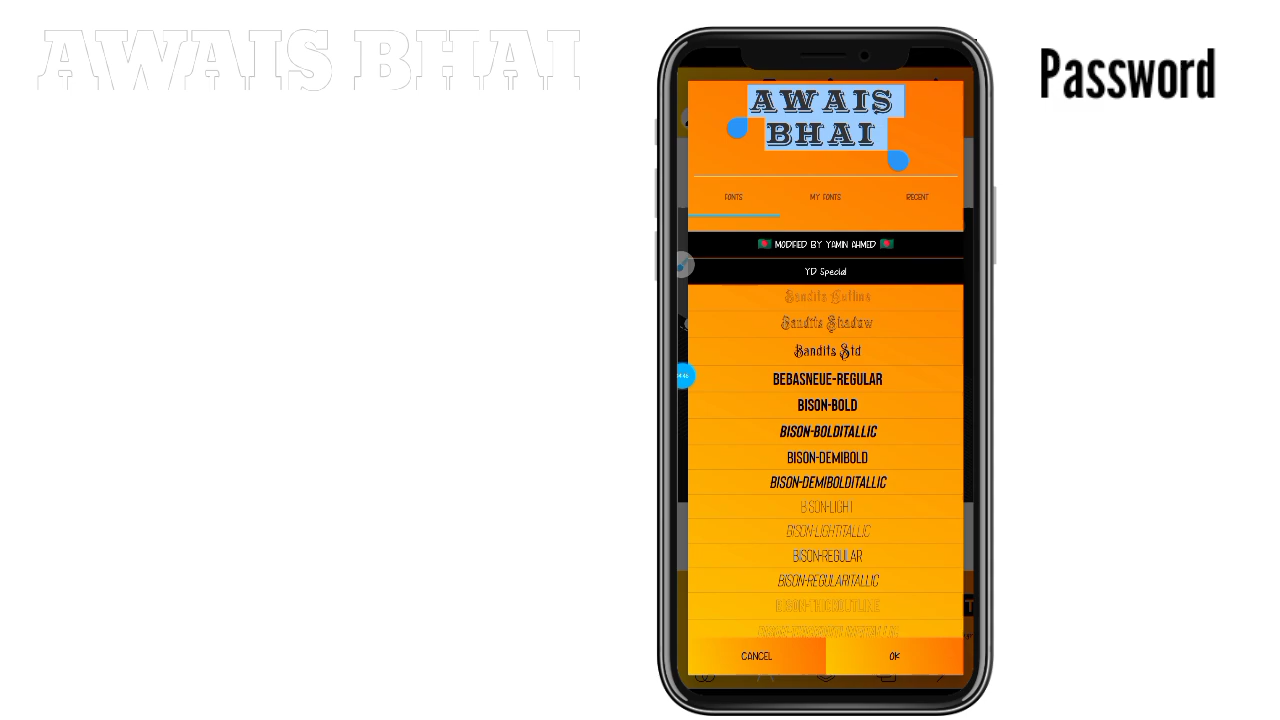 AWAIS BHAI
Password
AWAIS
BHAI
FONTS
MY FONTS
RECENT
MODIFIED BY YAMIN AHMED
YD Special
Bandits Outline
Bandits Shadow
Bandits Std
BEBASNEUE-REGULAR
BISON-BOLD
BISON-BOLDITALLIC
BISON-DEMIBOLD
BISON-DEMIBOLDITALLIC
BISON-LIGHT
BISON-LIGHTITALLIC
BISON-REGULAR
BISON-REGULARITALLIC
BISON-THICKOUTLINE
CANCEL
OK